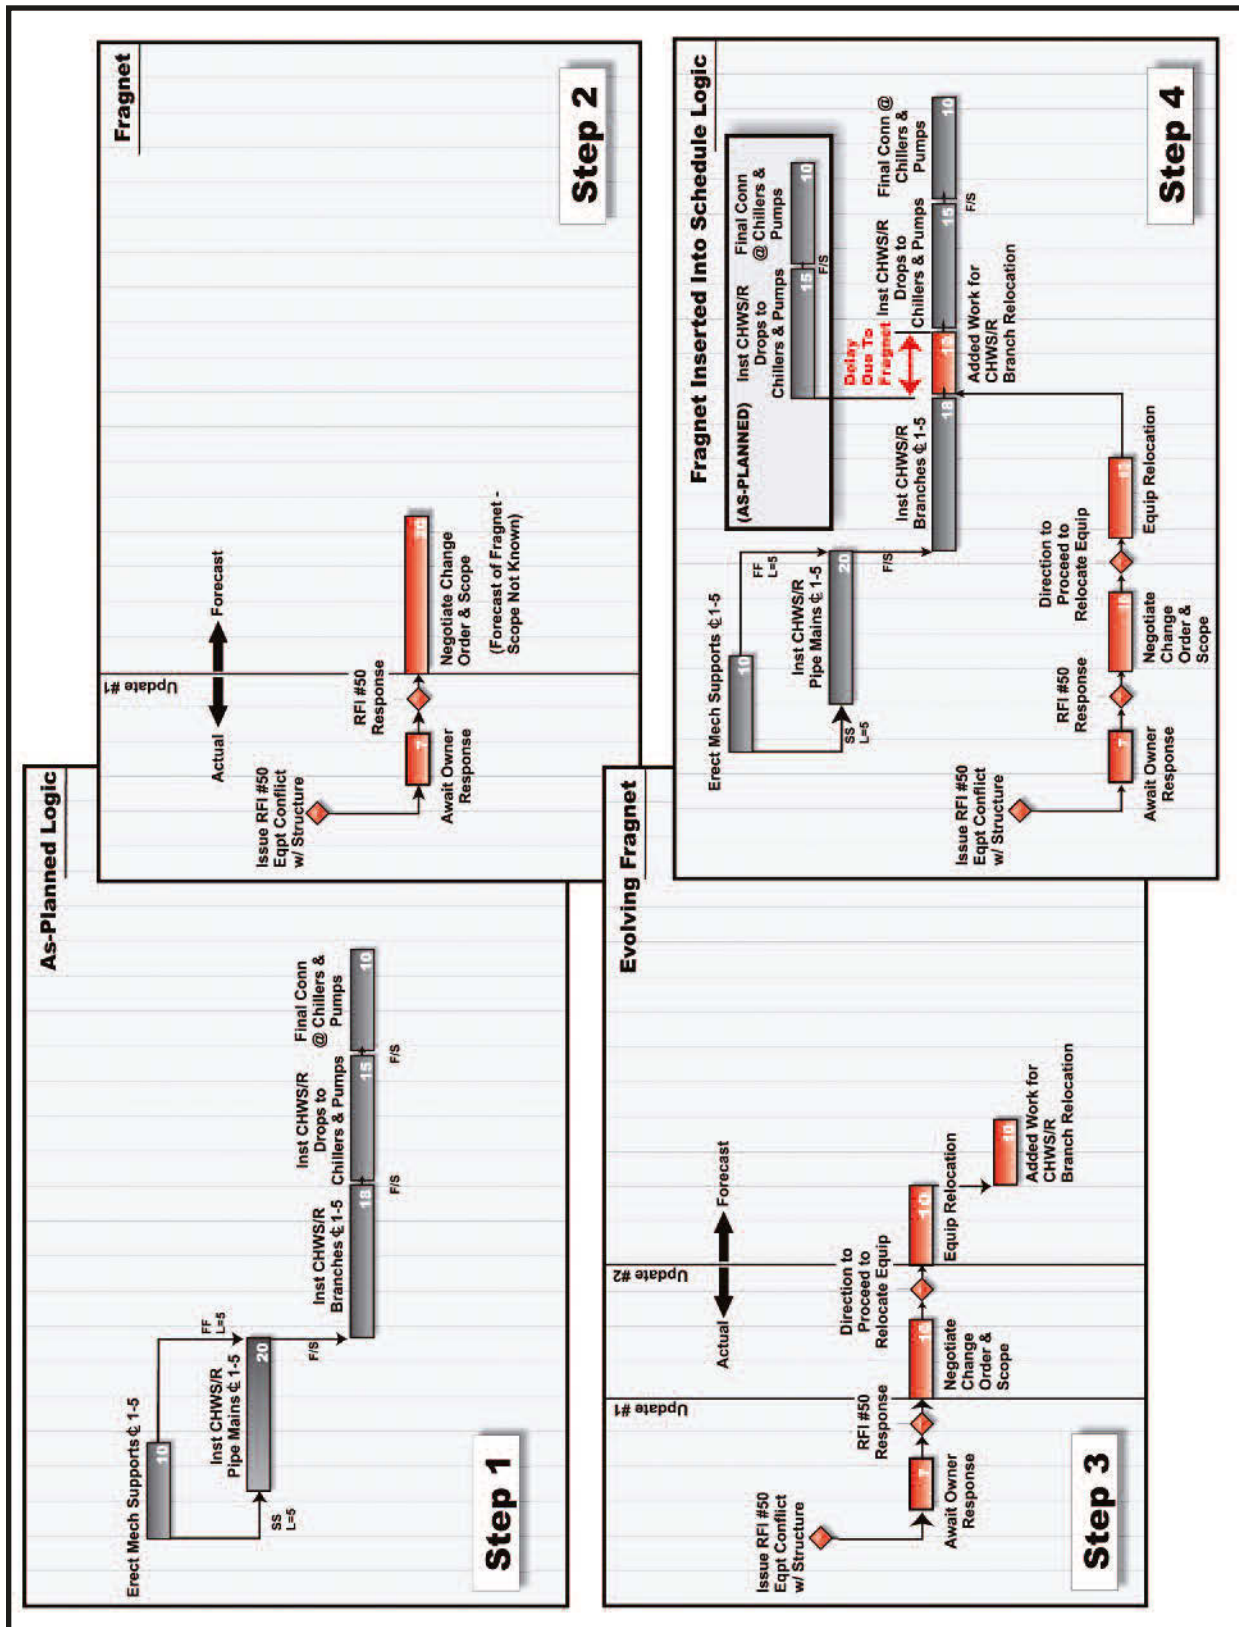 As-Planned Logic
Erect Mech Supports ℄ 1-5
10
FF
L=5
SS
L=5
Inst CHWS/R
Pipe Mains ℄ 1-5
20
F/S
Inst CHWS/R
Branches ℄ 1-5
18
F/S
Inst CHWS/R
Drops to
Chillers & Pumps
15
F/S
Final Conn
@ Chillers &
Pumps
10
Step 1
Fragnet
Update #1
Actual
Forecast
Issue RFI #50
Eqpt Conflict
w/ Structure
7
Await Owner
Response
RFI #50
Response
Negotiate Change
Order & Scope
(Forecast of Fragnet -
Scope Not Known)
Step 2
Evolving Fragnet
Update #1
Update #2
Actual
Forecast
Issue RFI #50
Eqpt Conflict
w/ Structure
7
Await Owner
Response
RFI #50
Response
Negotiate
Change
Order &
Scope
Direction to
Proceed to
Relocate Equip
Equip Relocation
Added Work for
CHWS/R
Branch Relocation
Step 3
Fragnet Inserted Into Schedule Logic
(AS-PLANNED)
Inst CHWS/R
Drops to
Chillers & Pumps
15
F/S
Final Conn
@ Chillers &
Pumps
10
Erect Mech Supports ℄ 1-5
10
FF
L=5
SS
L=5
Inst CHWS/R
Pipe Mains ℄ 1-5
20
F/S
Inst CHWS/R
Branches ℄ 1-5
18
Delay
Due To
Fragnet
Added Work for
CHWS/R
Branch Relocation
Inst CHWS/R
Drops to
Chillers & Pumps
15
F/S
Final Conn @
Chillers &
Pumps
10
Issue RFI #50
Eqpt Conflict
w/ Structure
7
Await Owner
Response
RFI #50
Response
Negotiate
Change
Order &
Scope
Direction to
Proceed to
Relocate Equip
Equip Relocation
Step 4